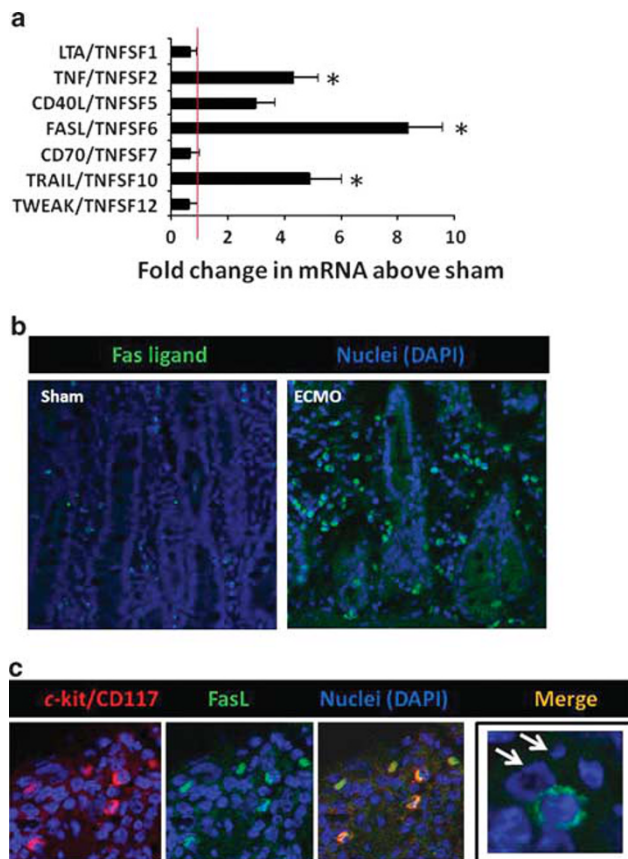 a
LTA/TNFSF1
TNF/TNFSF2 *
CD40L/TNFSF5
FASL/TNFSF6 *
CD70/TNFSF7
TRAIL/TNFSF10 *
TWEAK/TNFSF12
0 2 4 6 8 10
Fold change in mRNA above sham
b
Fas ligand Nuclei (DAPI)
Sham ECMO
c
c-kit/CD117 FasL Nuclei (DAPI) Merge